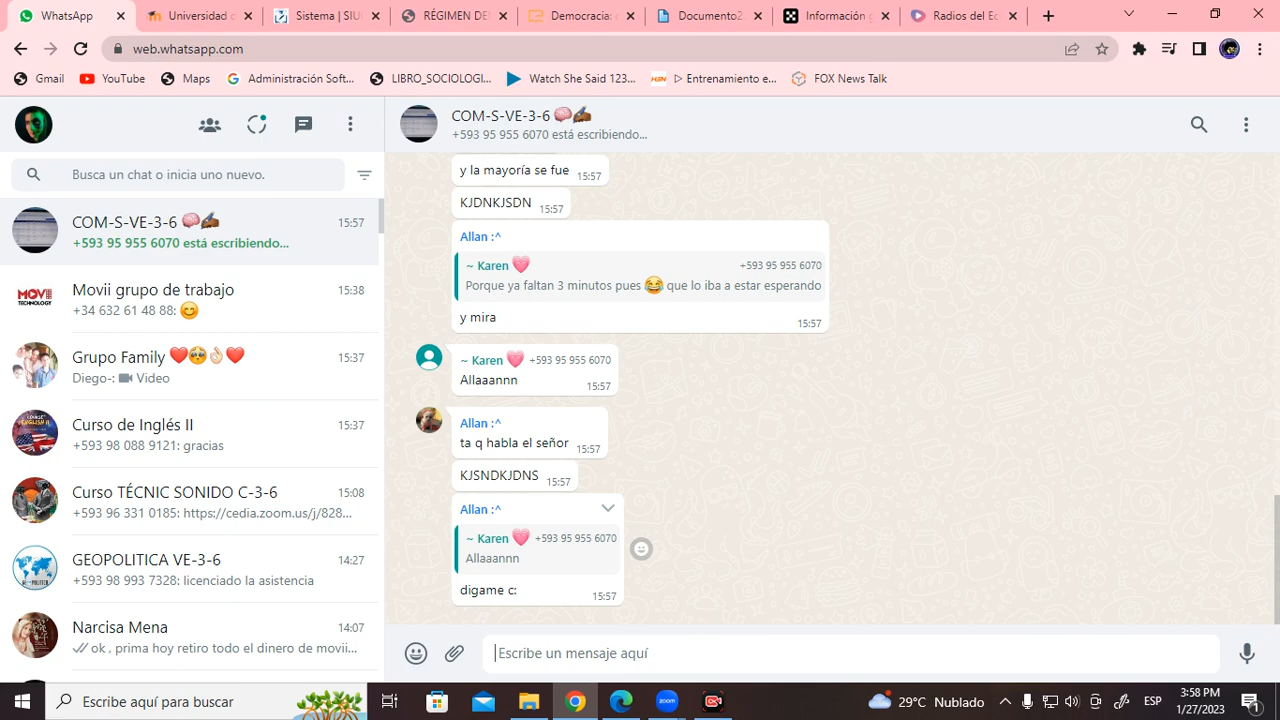 WhatsApp
Universidad c
Sistema | SIU
RÉGIMEN DE
Democracia:
Documento2
Información
Radios del Ec
web.whatsapp.com
Gmail
YouTube
Maps
Administración Soft...
LIBRO_SOCIOLOGI...
Watch She Said 123...
Entrenamiento e...
FOX News Talk
Busca un chat o inicia uno nuevo.
COM-S-VE-3-6
15:57
+593 95 955 6070 está escribiendo...
Movii grupo de trabajo
15:38
+34 632 61 48 88: 😊
Grupo Family ❤️🥺👌🏻❤️
15:37
Diego-: Video
Curso de Inglés II
15:37
+593 98 088 9121: gracias
Curso TÉCNIC SONIDO C-3-6
15:08
+593 96 331 0185: https://cedia.zoom.us/j/828...
GEOPOLITICA VE-3-6
14:27
+593 98 993 7328: licenciado la asistencia
Narcisa Mena
14:07
ok , prima hoy retiro todo el dinero de movii...
COM-S-VE-3-6
+593 95 955 6070 está escribiendo...
y la mayoría se fue 15:57
KJDNKJSDN 15:57
Allan :^
~ Karen 💗 +593 95 955 6070
Porque ya faltan 3 minutos pues 😂 que lo iba a estar esperando
y mira 15:57
~ Karen 💗 +593 95 955 6070
Allaaannn 15:57
Allan :^
ta q habla el señor 15:57
KJSNDKJDNS 15:57
Allan :^
~ Karen 💗 +593 95 955 6070
Allaaannn
digame c: 15:57
Escribe un mensaje aquí
Escribe aquí para buscar
zoom
29°C Nublado
ESP
3:58 PM
1/27/2023